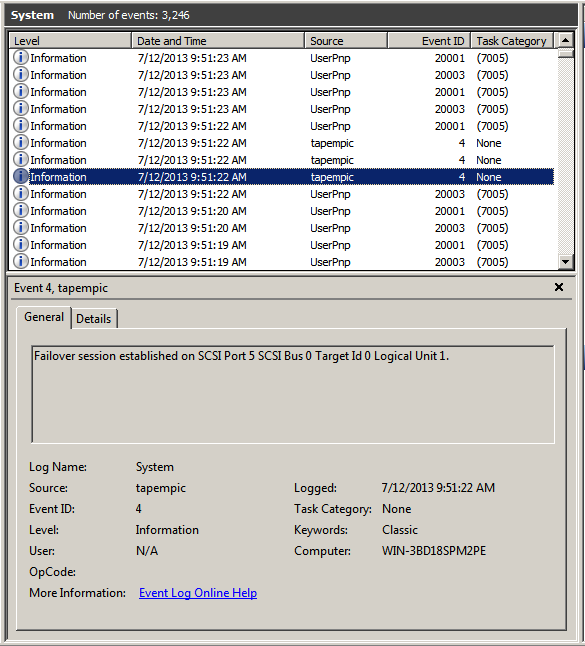 System Number of events: 3,246
Level Date and Time Source Event ID Task Category
Information 7/12/2013 9:51:23 AM UserPnp 20001 (7005)
Information 7/12/2013 9:51:23 AM UserPnp 20003 (7005)
Information 7/12/2013 9:51:23 AM UserPnp 20001 (7005)
Information 7/12/2013 9:51:23 AM UserPnp 20003 (7005)
Information 7/12/2013 9:51:22 AM UserPnp 20001 (7005)
Information 7/12/2013 9:51:22 AM tapempic 4 None
Information 7/12/2013 9:51:22 AM tapempic 4 None
Information 7/12/2013 9:51:22 AM tapempic 4 None
Information 7/12/2013 9:51:22 AM UserPnp 20003 (7005)
Information 7/12/2013 9:51:20 AM UserPnp 20001 (7005)
Information 7/12/2013 9:51:20 AM UserPnp 20003 (7005)
Information 7/12/2013 9:51:19 AM UserPnp 20001 (7005)
Information 7/12/2013 9:51:19 AM UserPnp 20003 (7005)
Event 4, tapempic
General Details
Failover session established on SCSI Port 5 SCSI Bus 0 Target Id 0 Logical Unit 1.
Log Name: System
Source: tapempic Logged: 7/12/2013 9:51:22 AM
Event ID: 4 Task Category: None
Level: Information Keywords: Classic
User: N/A Computer: WIN-3BD18SPM2PE
OpCode:
More Information: Event Log Online Help